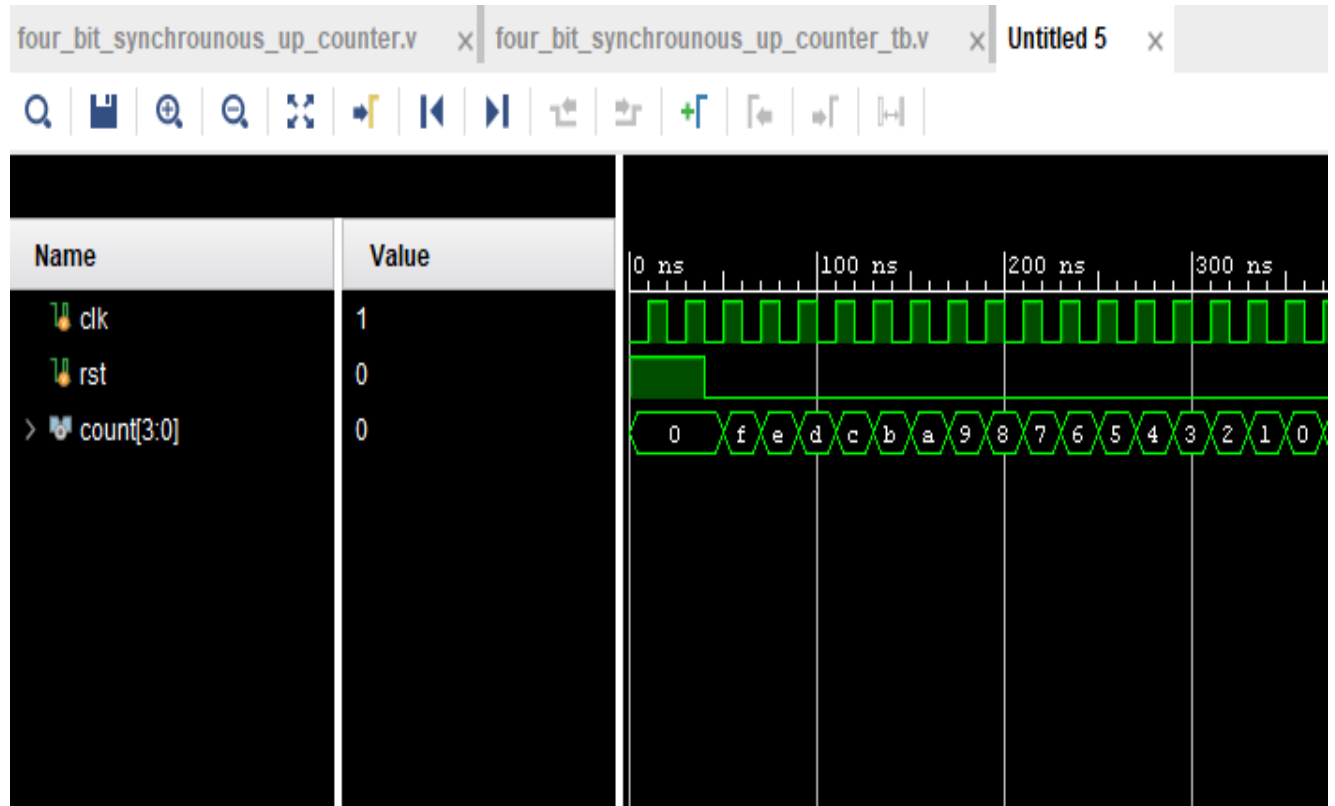 four_bit_synchrounous_up_counter.v × four_bit_synchrounous_up_counter_tb.v × Untitled 5 ×
Name Value
0 ns 100 ns 200 ns 300 ns
clk 1
rst 0
count[3:0] 0 0 f e d c b a 9 8 7 6 5 4 3 2 1 0